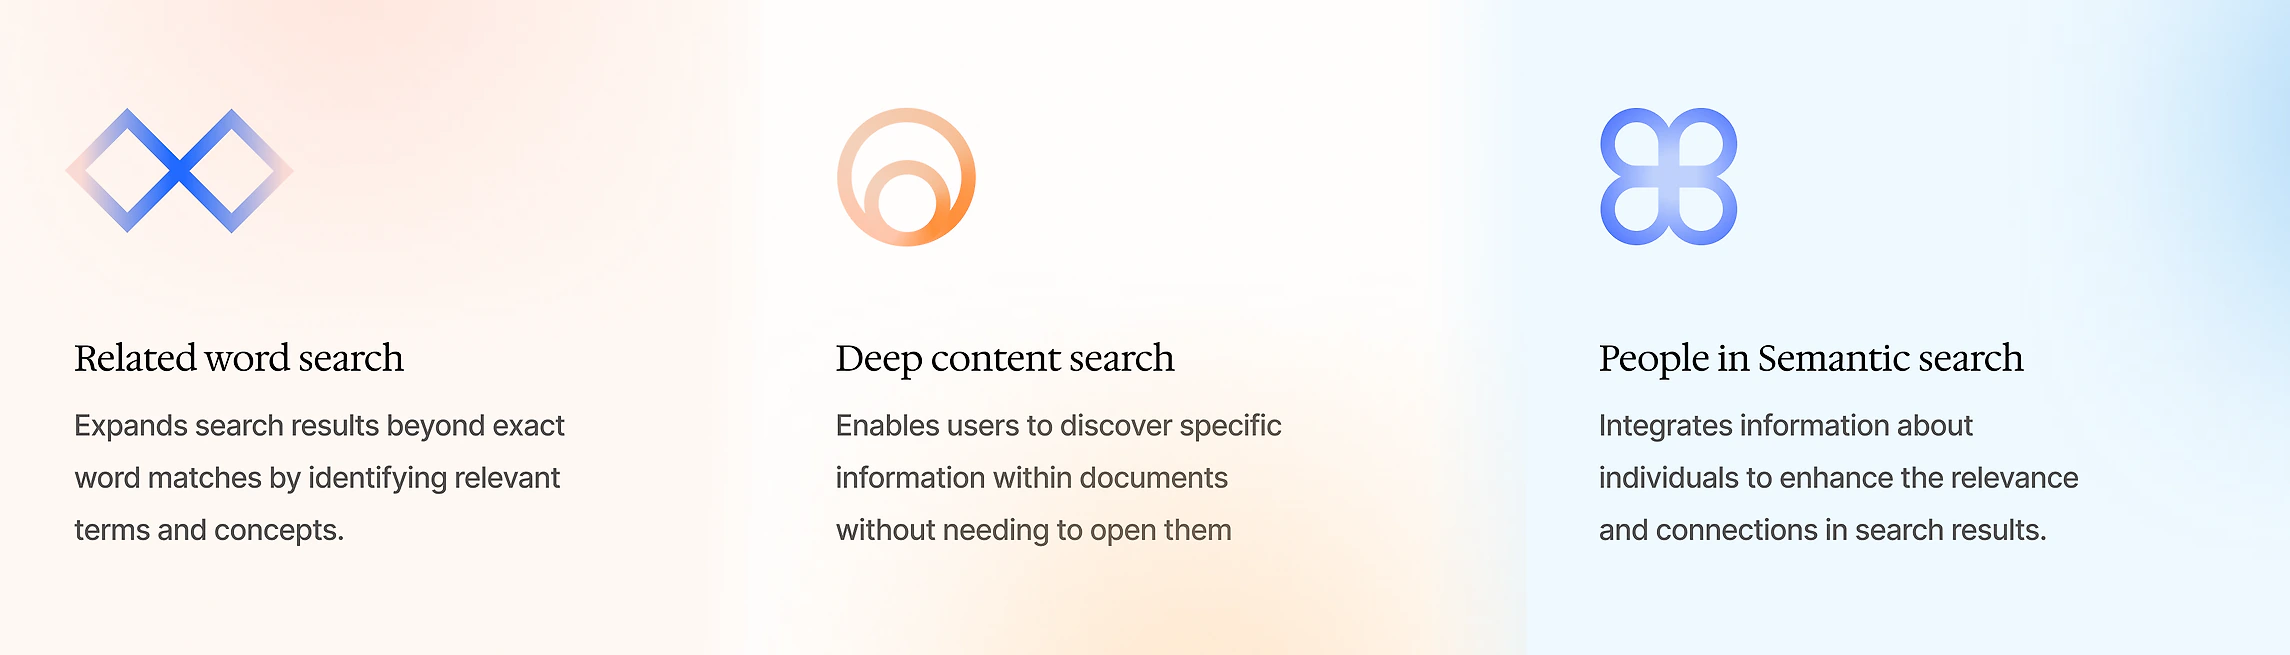 Related word search
Expands search results beyond exact
word matches by identifying relevant
terms and concepts.
Deep content search
Enables users to discover specific
information within documents
without needing to open them
People in Semantic search
Integrates information about
individuals to enhance the relevance
and connections in search results.